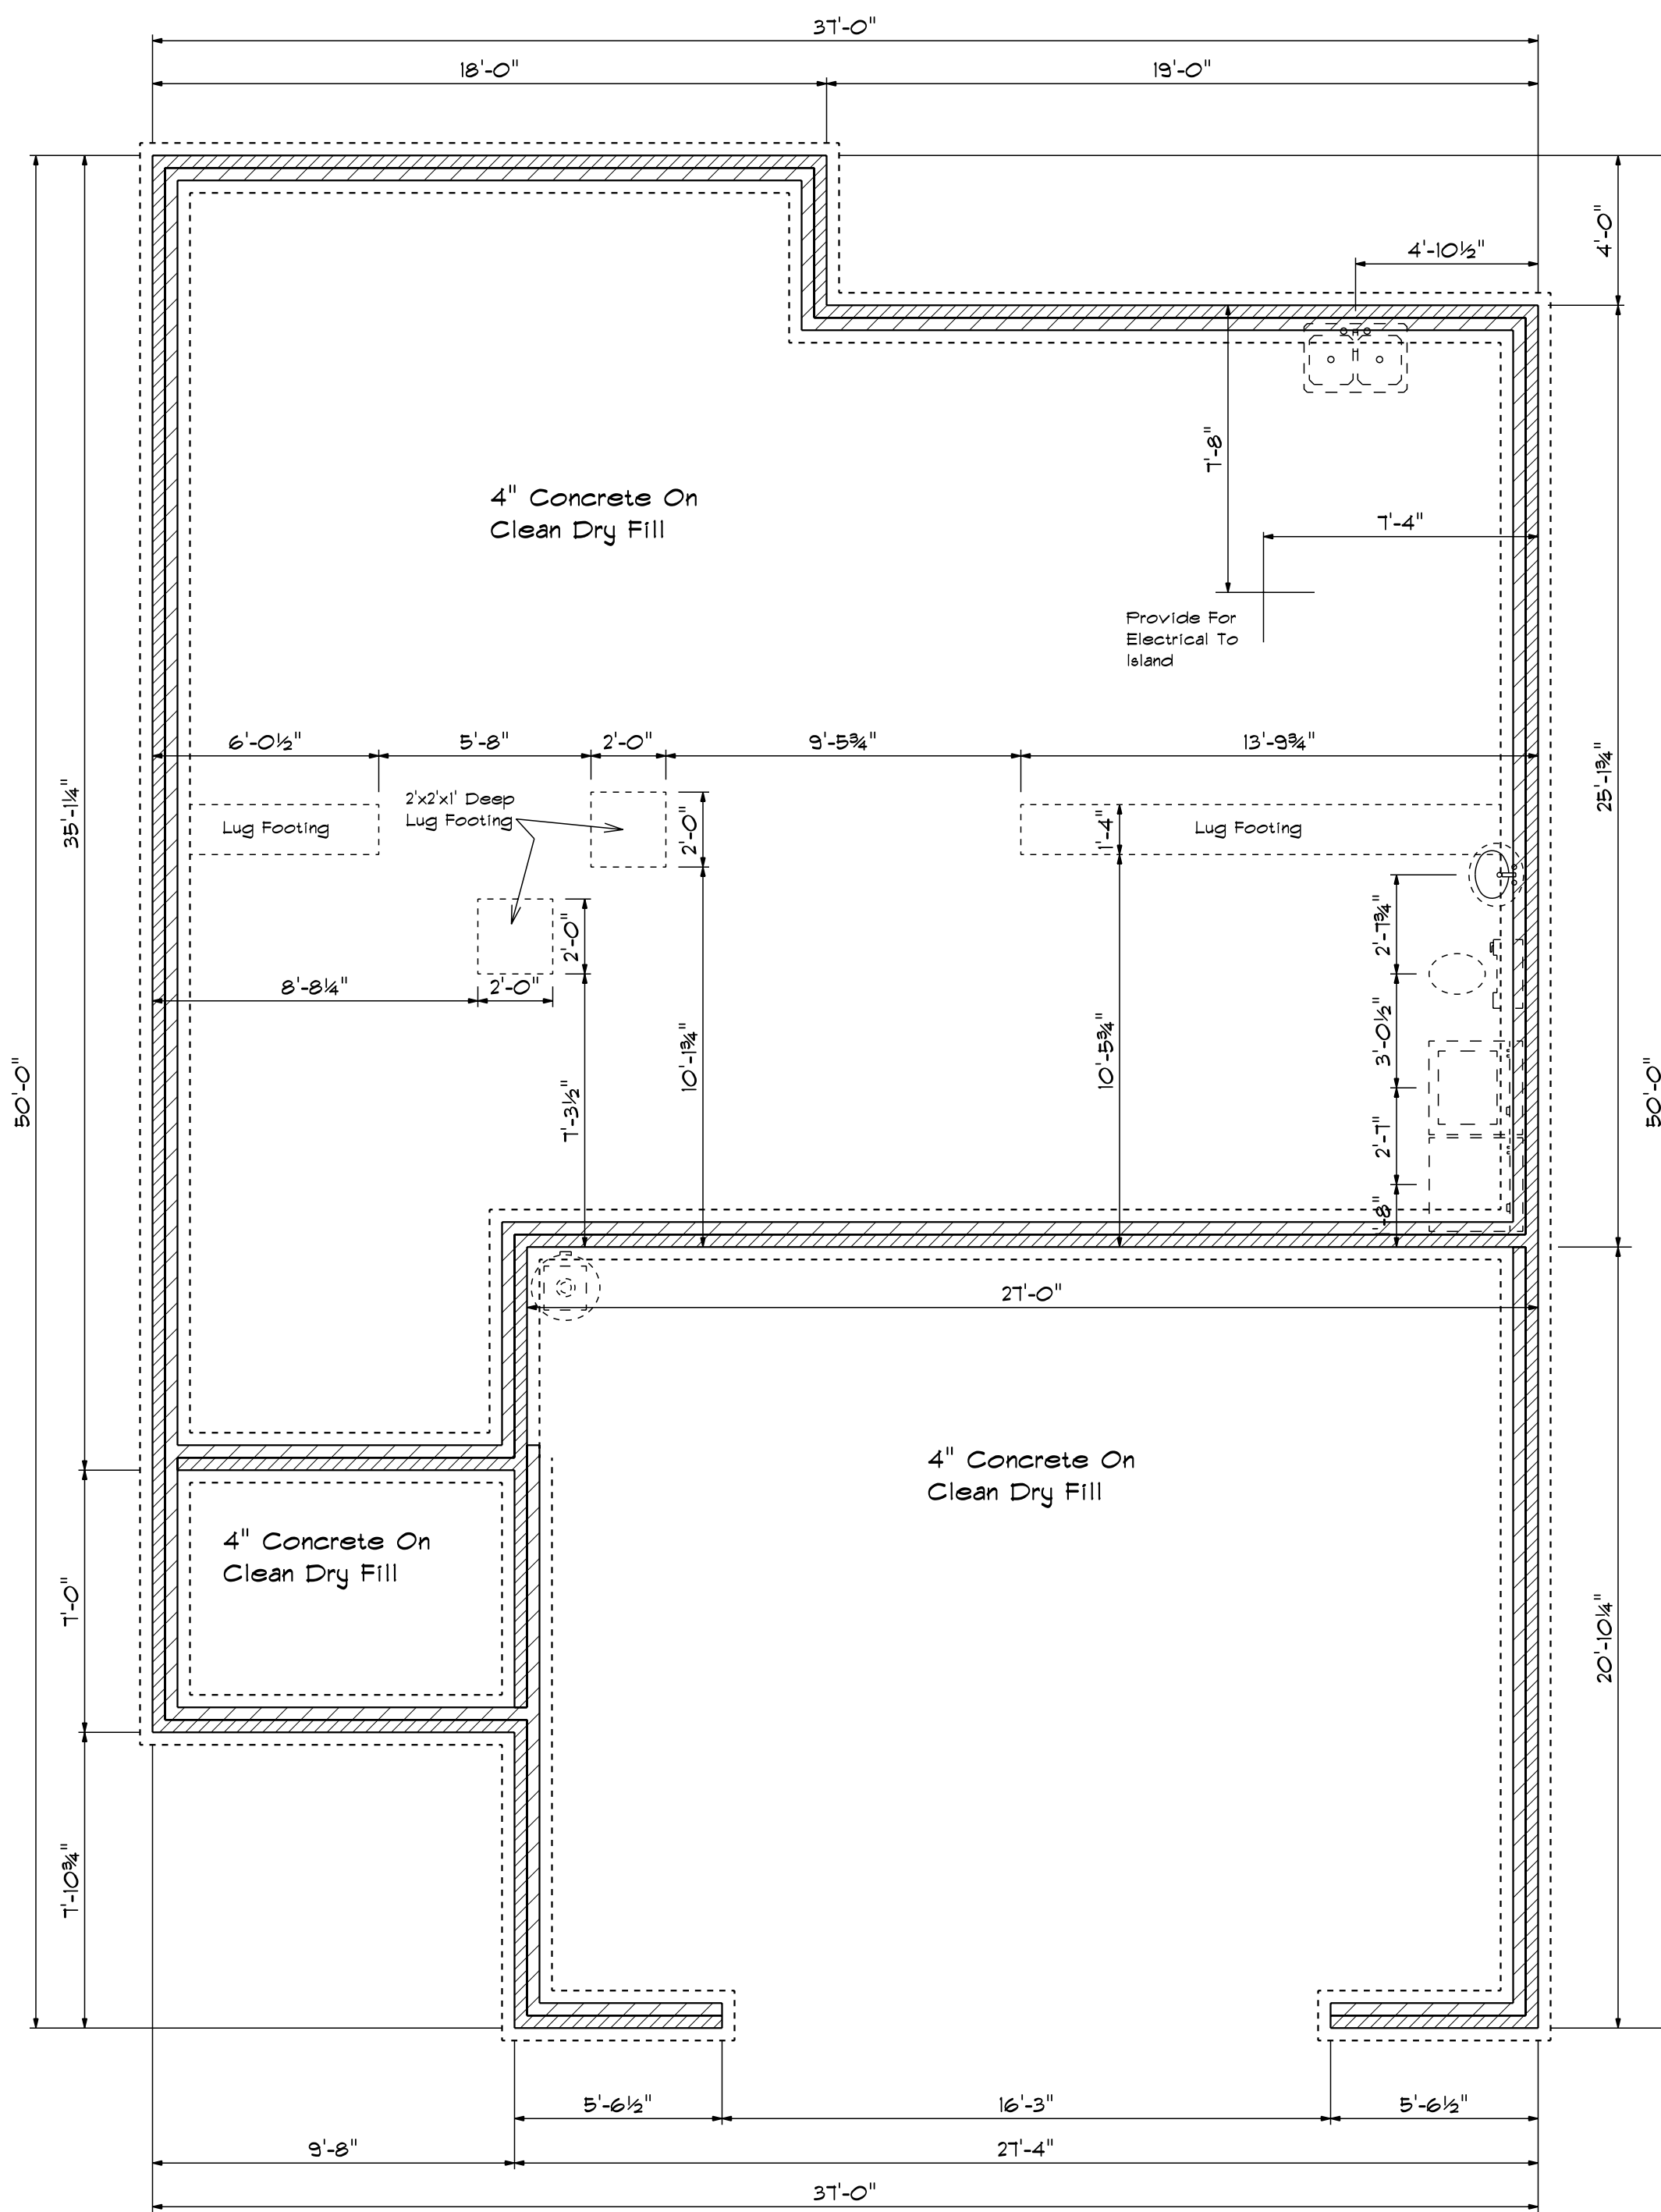 37'-0"
18'-0"
19'-0"
4'-0"
4'-10½"
7'-8"
4" Concrete On
Clean Dry Fill
7'-4"
Provide For
Electrical To
Island
6'-0½"
5'-8"
2'-0"
9'-5¾"
13'-9¾"
35'-1¼"
25'-1¾"
2'x2'x1' Deep
Lug Footing
Lug Footing
2'-0"
1'-4"
Lug Footing
2'-0"
2'-7¾"
8'-8¼"
2'-0"
50'-0"
7'-3½"
10'-1¾"
10'-5¾"
3'-0½"
50'-0"
2'-7"
27'-0"
4" Concrete On
Clean Dry Fill
4" Concrete On
Clean Dry Fill
7'-0"
20'-10¼"
7'-10¾"
5'-6½"
16'-3"
5'-6½"
9'-8"
27'-4"
37'-0"